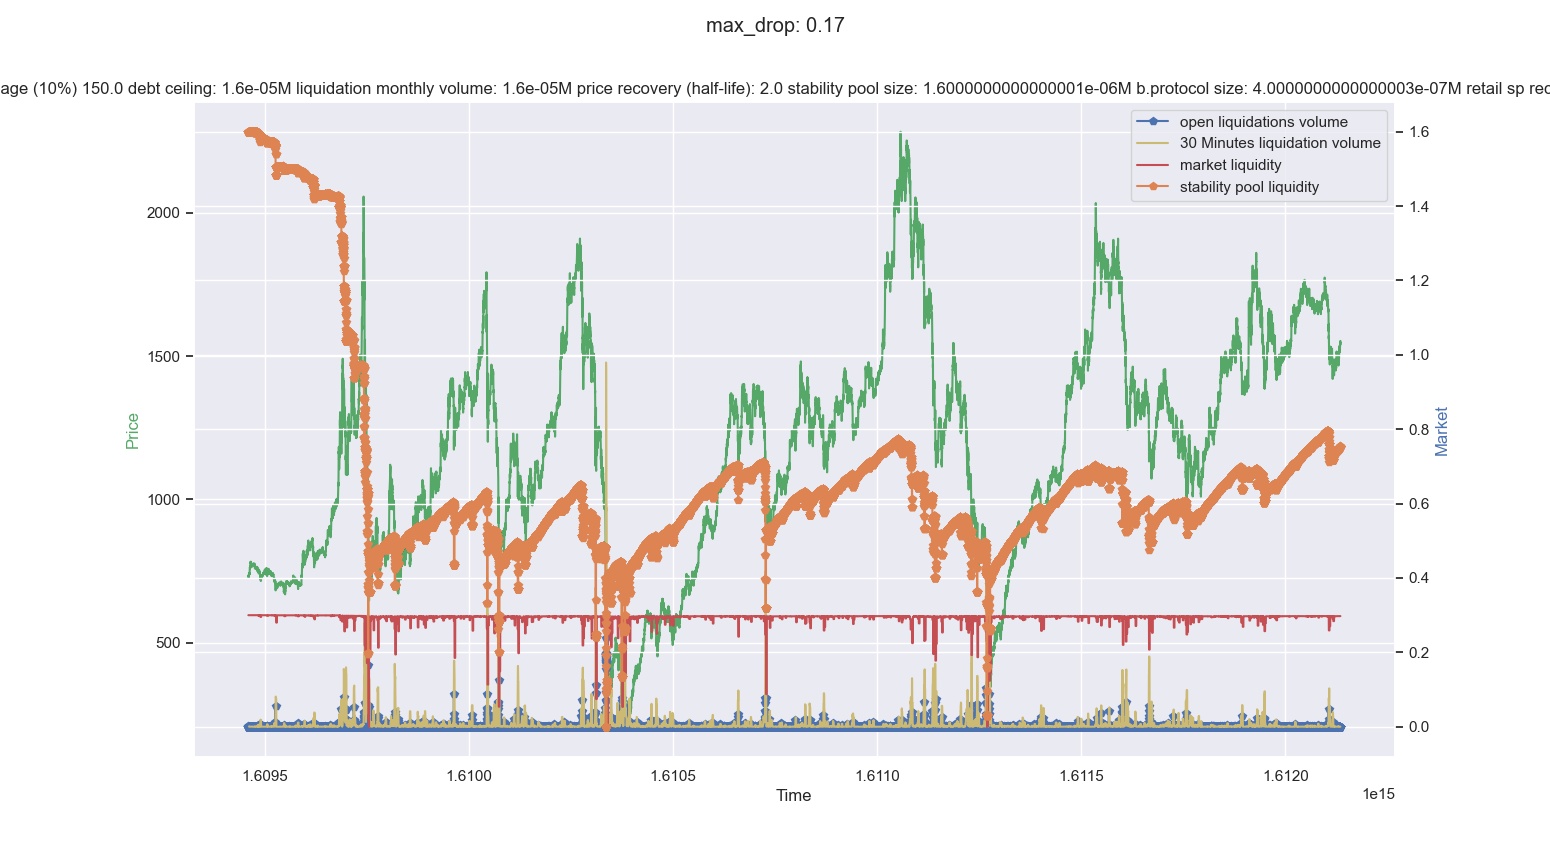 max_drop: 0.17
age (10%) 150.0 debt ceiling: 1.6e-05M liquidation monthly volume: 1.6e-05M price recovery (half-life): 2.0 stability pool size: 1.6000000000000001e-06M b.protocol size: 4.0000000000000003e-07M retail sp rec
open liquidations volume
30 Minutes liquidation volume
market liquidity
stability pool liquidity
2000
1500
1000
500
Price
1.6
1.4
1.2
1.0
0.8
0.6
0.4
0.2
0.0
Market
1.6095 1.6100 1.6105 1.6110 1.6115 1.6120
Time
1e15